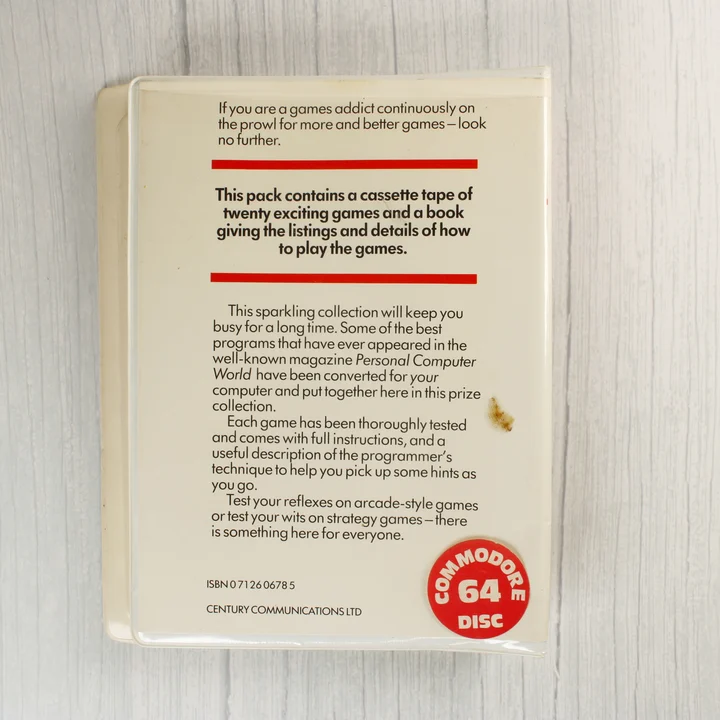 If you are a games addict continuously on
the prowl for more and better games – look
no further.
This pack contains a cassette tape of
twenty exciting games and a book
giving the listings and details of how
to play the games.
This sparkling collection will keep you
busy for a long time. Some of the best
programs that have ever appeared in the
well-known magazine Personal Computer
World have been converted for your
computer and put together here in this prize
collection.
Each game has been thoroughly tested
and comes with full instructions, and a
useful description of the programmer's
technique to help you pick up some hints as
you go.
Test your reflexes on arcade-style games
or test your wits on strategy games – there
is something here for everyone.
ISBN 0 7126 0678 5
CENTURY COMMUNICATIONS LTD
COMMODORE
64
DISC